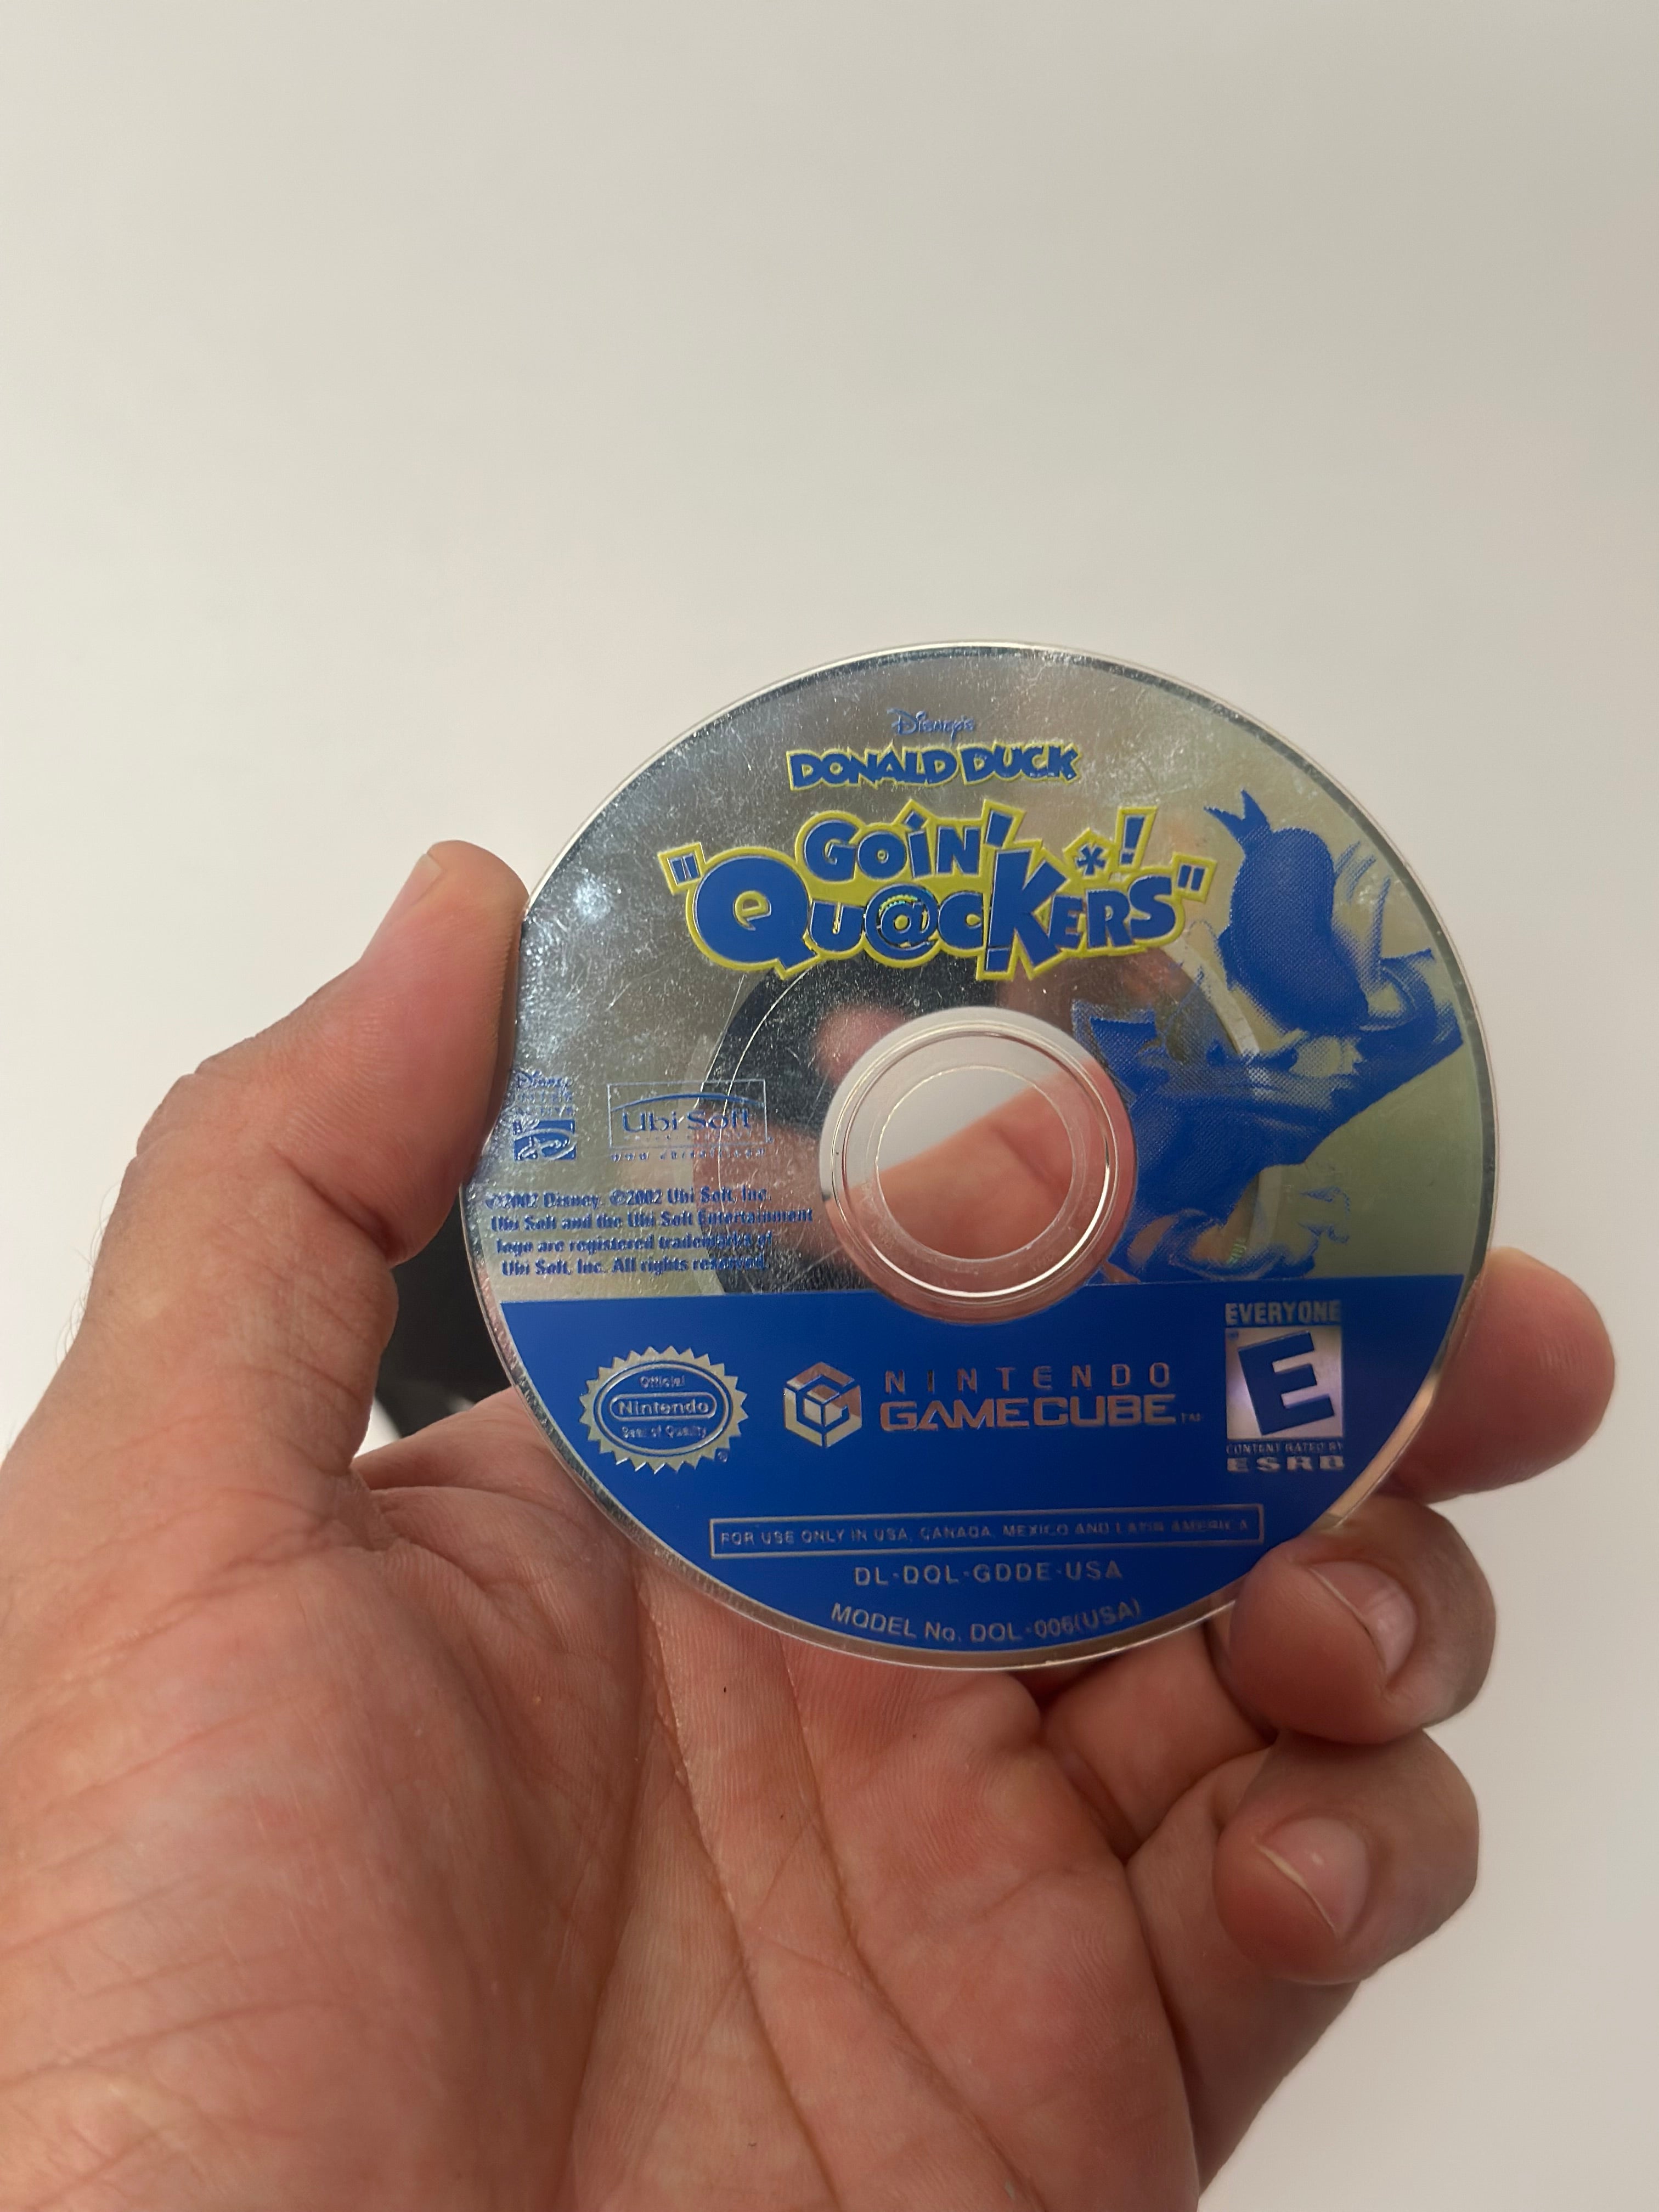 Disney's
DONALD DUCK
GOIN'
"QU@CKERS*!"
Disney
Ubi Soft
©2002 Disney. ©2002 Ubi Soft, Inc.
Ubi Soft and the Ubi Soft Entertainment
logo are registered trademarks of
Ubi Soft, Inc. All rights reserved.
Official
Nintendo
Seal of Quality
®
NINTENDO
GAMECUBE™
EVERYONE
E
CONTENT RATED BY
ESRB
FOR USE ONLY IN USA, CANADA, MEXICO AND LATIN AMERICA
DL-DOL-GDDE-USA
MODEL No. DOL-006(USA)